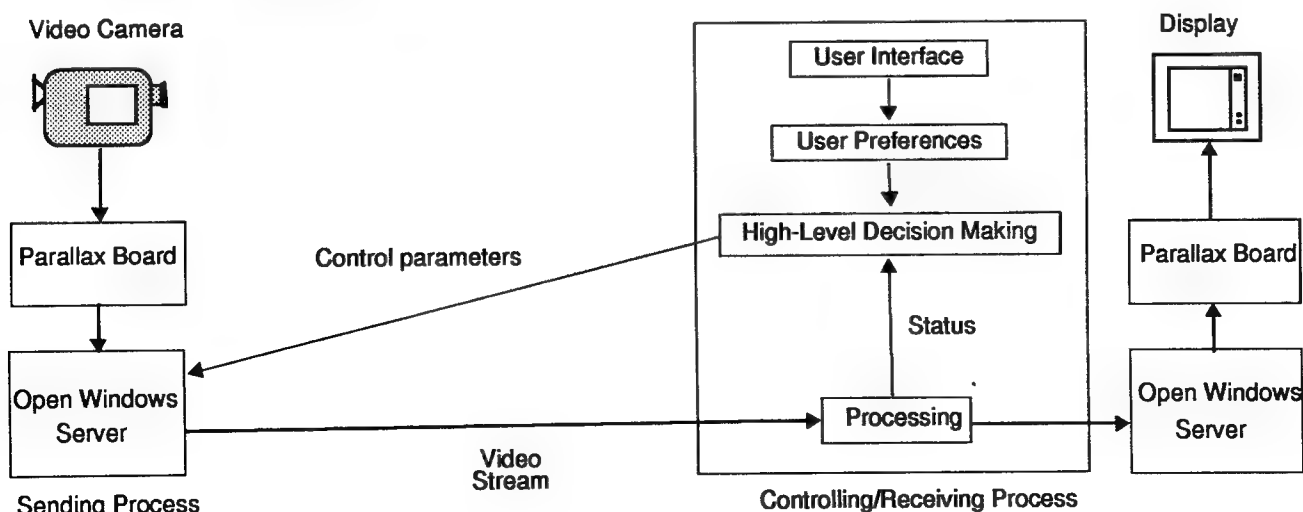 Video Camera
Display
User Interface
User Preferences
High-Level Decision Making
Parallax Board
Control parameters
Parallax Board
Status
Open Windows
Server
Processing
Open Windows
Server
Video
Stream
Sending Process
Controlling/Receiving Process